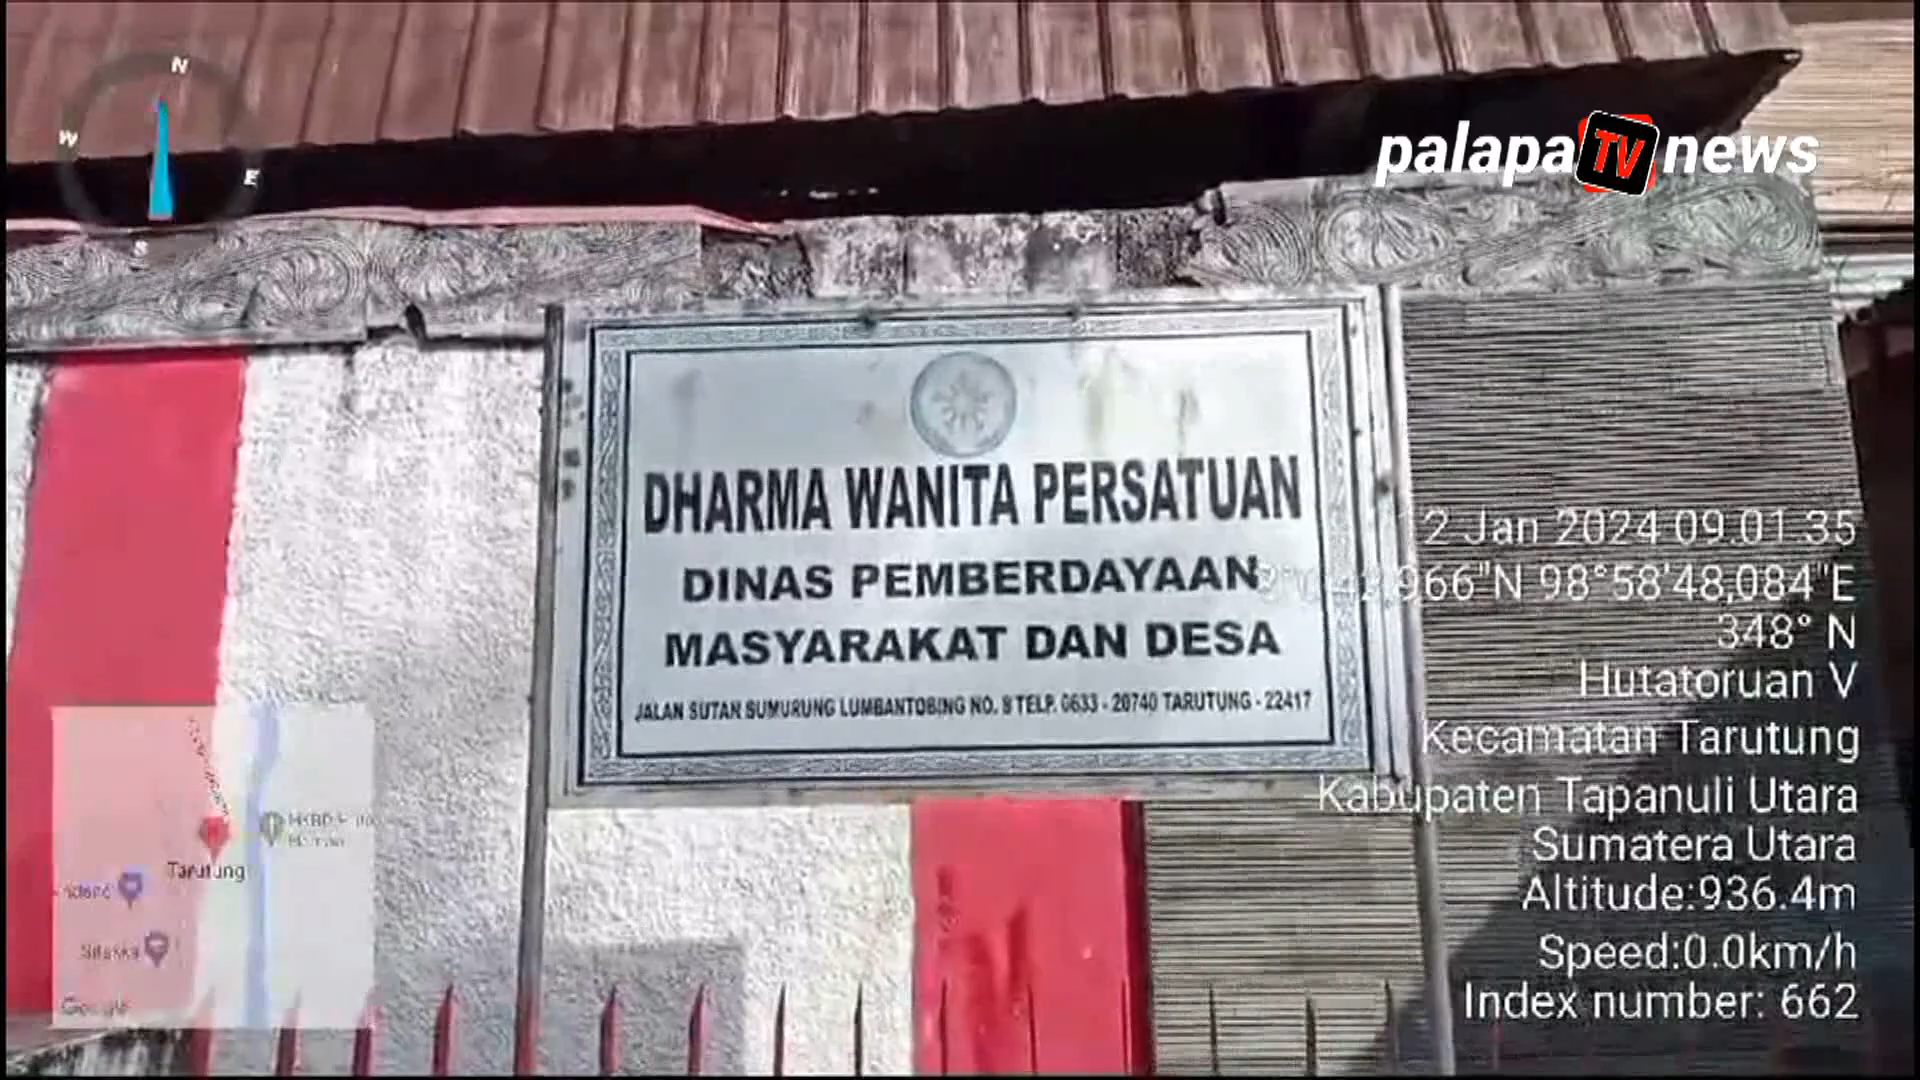 N
W
E
S
palapa TV news
DHARMA WANITA PERSATUAN
DINAS PEMBERDAYAAN
MASYARAKAT DAN DESA
JALAN SUTAN SUMURUNG LUMBANTOBING NO. 8 TELP. 0633 - 20740 TARUTUNG - 22417
2 Jan 2024 09.01.35
98°58'48,084"E
348° N
Hutatoruan V
Kecamatan Tarutung
Kabupaten Tapanuli Utara
Sumatera Utara
Altitude:936.4m
Speed:0.0km/h
Index number: 662
Tarutung
Google